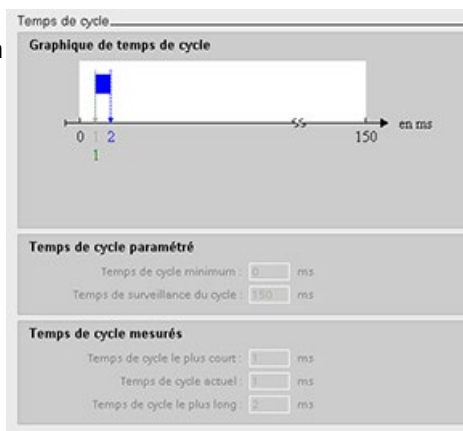 Temps de cycle
Graphique de temps de cycle
0 1 2 150 en ms
1
Temps de cycle paramétré
Temps de cycle minimum : 0 ms
Temps de surveillance du cycle : 150 ms
Temps de cycle mesurés
Temps de cycle le plus court : 1 ms
Temps de cycle actuel : 1 ms
Temps de cycle le plus long : 2 ms